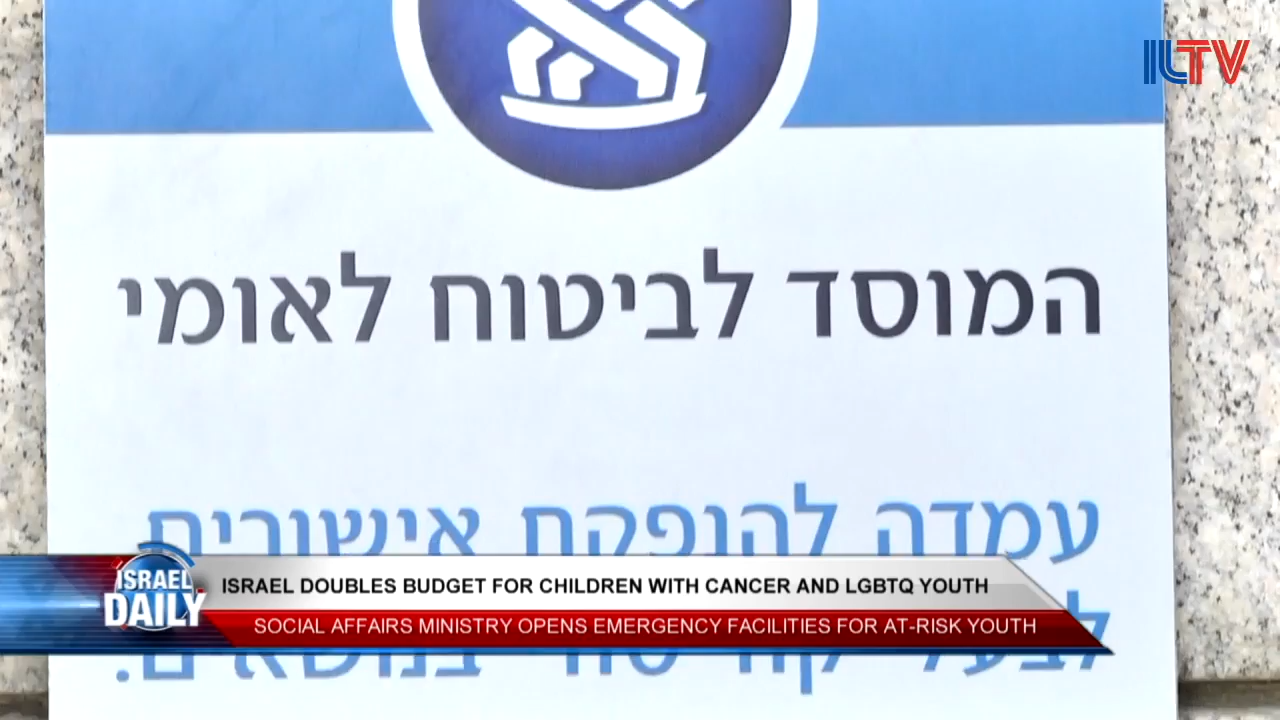 ILTV
המוסד לביטוח לאומי
עמדה להנפקת אישורים
ISRAEL DAILY
ISRAEL DOUBLES BUDGET FOR CHILDREN WITH CANCER AND LGBTQ YOUTH
SOCIAL AFFAIRS MINISTRY OPENS EMERGENCY FACILITIES FOR AT-RISK YOUTH